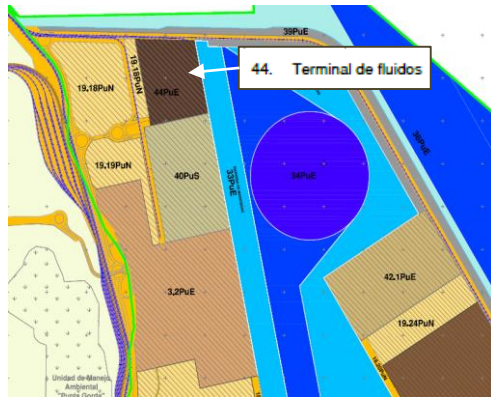 39PuE
44. Terminal de fluidos
19.18PuN
19.18PuN
44PuE
36PuE
19.19PuN
40PuS
33PuE
34PuE
3.2PuE
42.1PuE
19.24PuN
Unidad de Manejo
Ambiental
"Punta Gorda"